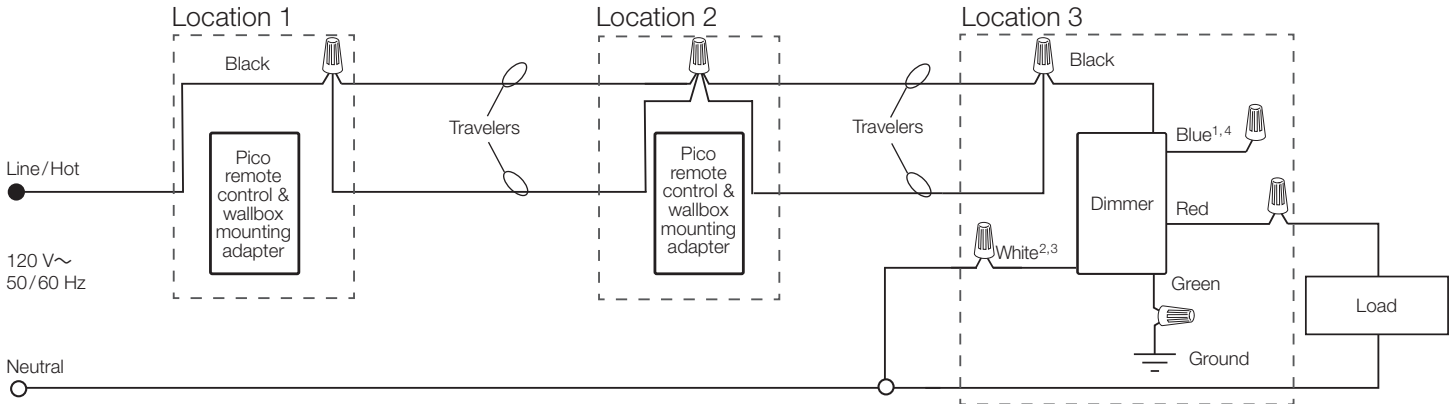 Location 1
Location 2
Location 3
Black
Black
Travelers
Travelers
Blue1,4
Line/Hot
Pico
remote
control &
wallbox
mounting
adapter
Pico
remote
control &
wallbox
mounting
adapter
Dimmer
Red
White2,3
120 V~
50/60 Hz
Green
Load
Ground
Neutral